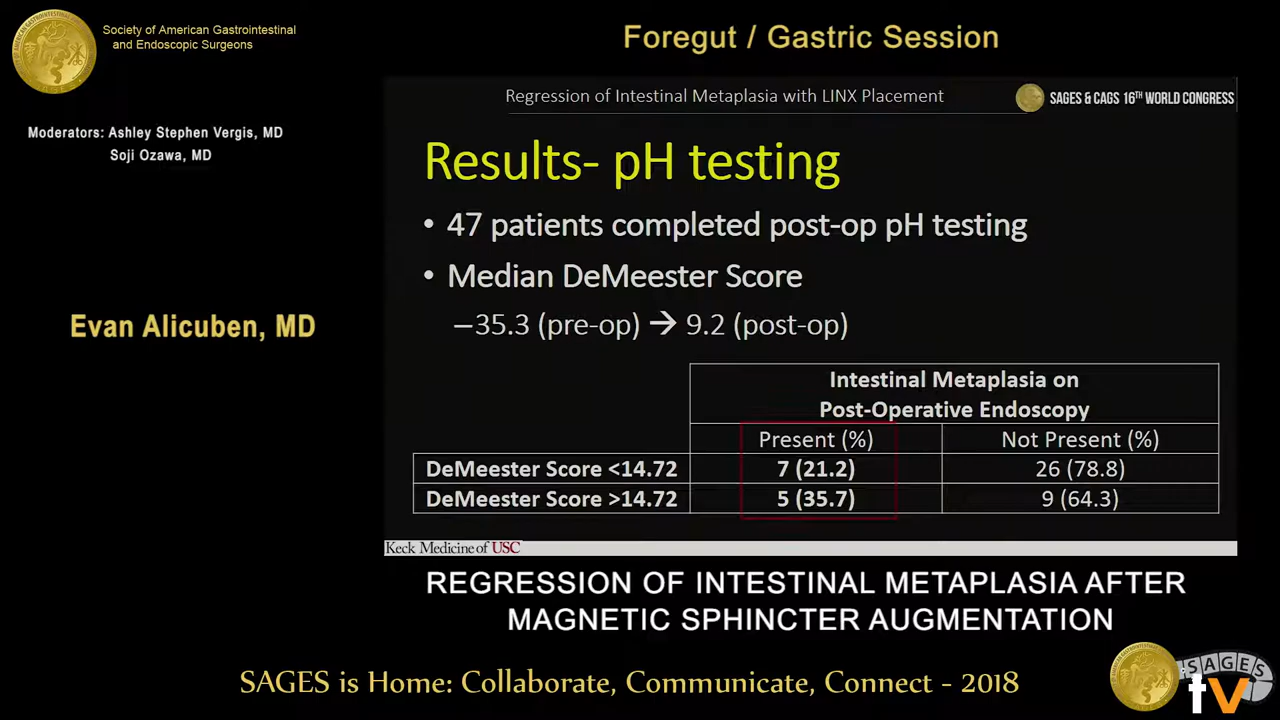 Society of American Gastrointestinal
and Endoscopic Surgeons
Foregut / Gastric Session
Moderators: Ashley Stephen Vergis, MD
Soji Ozawa, MD
Evan Alicuben, MD
Regression of Intestinal Metaplasia with LINX Placement
SAGES & CAGS 16TH WORLD CONGRESS
Results- pH testing
• 47 patients completed post-op pH testing
• Median DeMeester Score
–35.3 (pre-op) → 9.2 (post-op)
Intestinal Metaplasia on
Post-Operative Endoscopy
Present (%) Not Present (%)
DeMeester Score <14.72 7 (21.2) 26 (78.8)
DeMeester Score >14.72 5 (35.7) 9 (64.3)
Keck Medicine of USC
REGRESSION OF INTESTINAL METAPLASIA AFTER
MAGNETIC SPHINCTER AUGMENTATION
SAGES is Home: Collaborate, Communicate, Connect - 2018
SAGES
tv